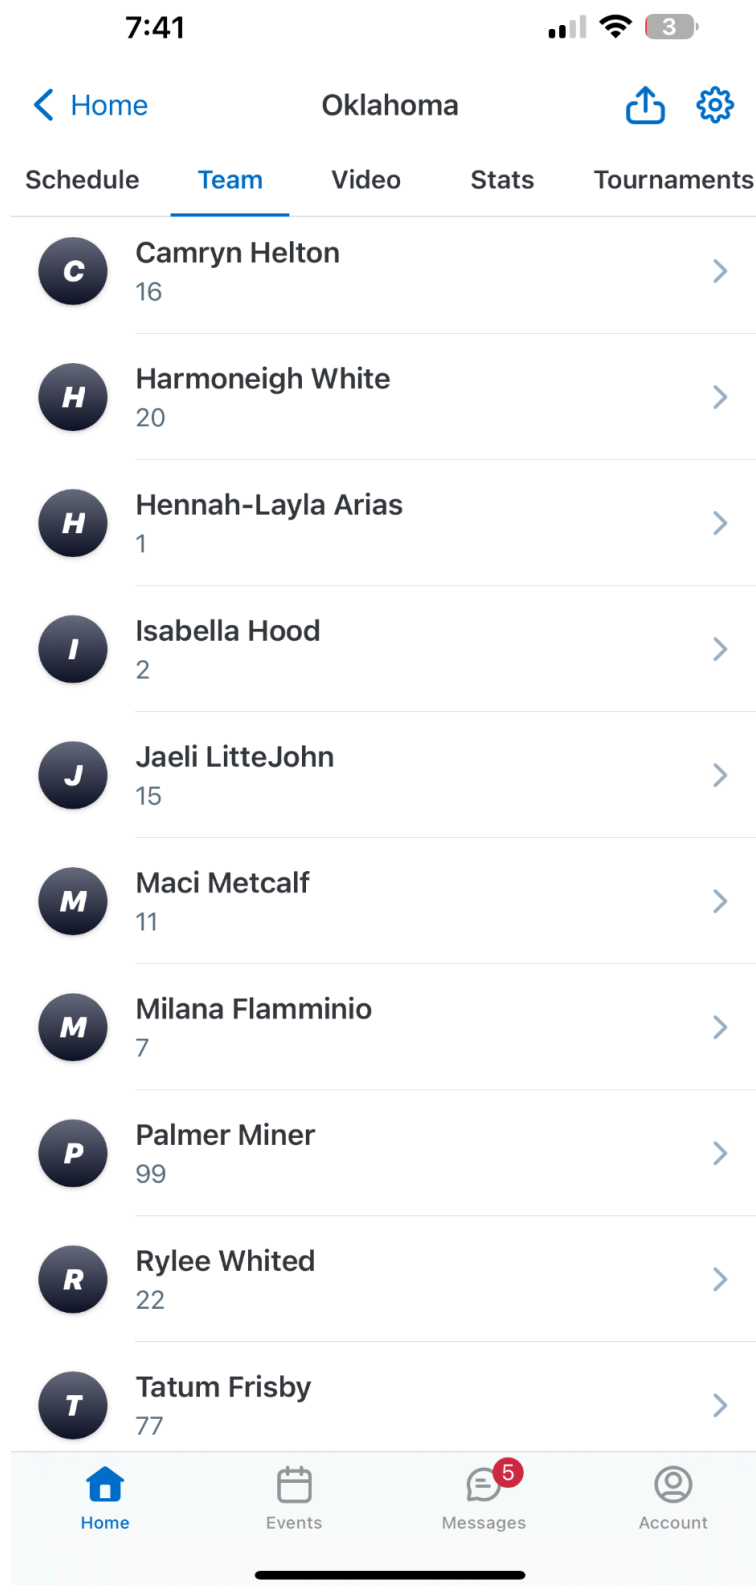 7:41
3
Home
Oklahoma
Schedule Team Video Stats Tournaments
C
Camryn Helton
16
H
Harmoneigh White
20
H
Hennah-Layla Arias
1
I
Isabella Hood
2
J
Jaeli LitteJohn
15
M
Maci Metcalf
11
M
Milana Flamminio
7
P
Palmer Miner
99
R
Rylee Whited
22
T
Tatum Frisby
77
5
Home Events Messages Account